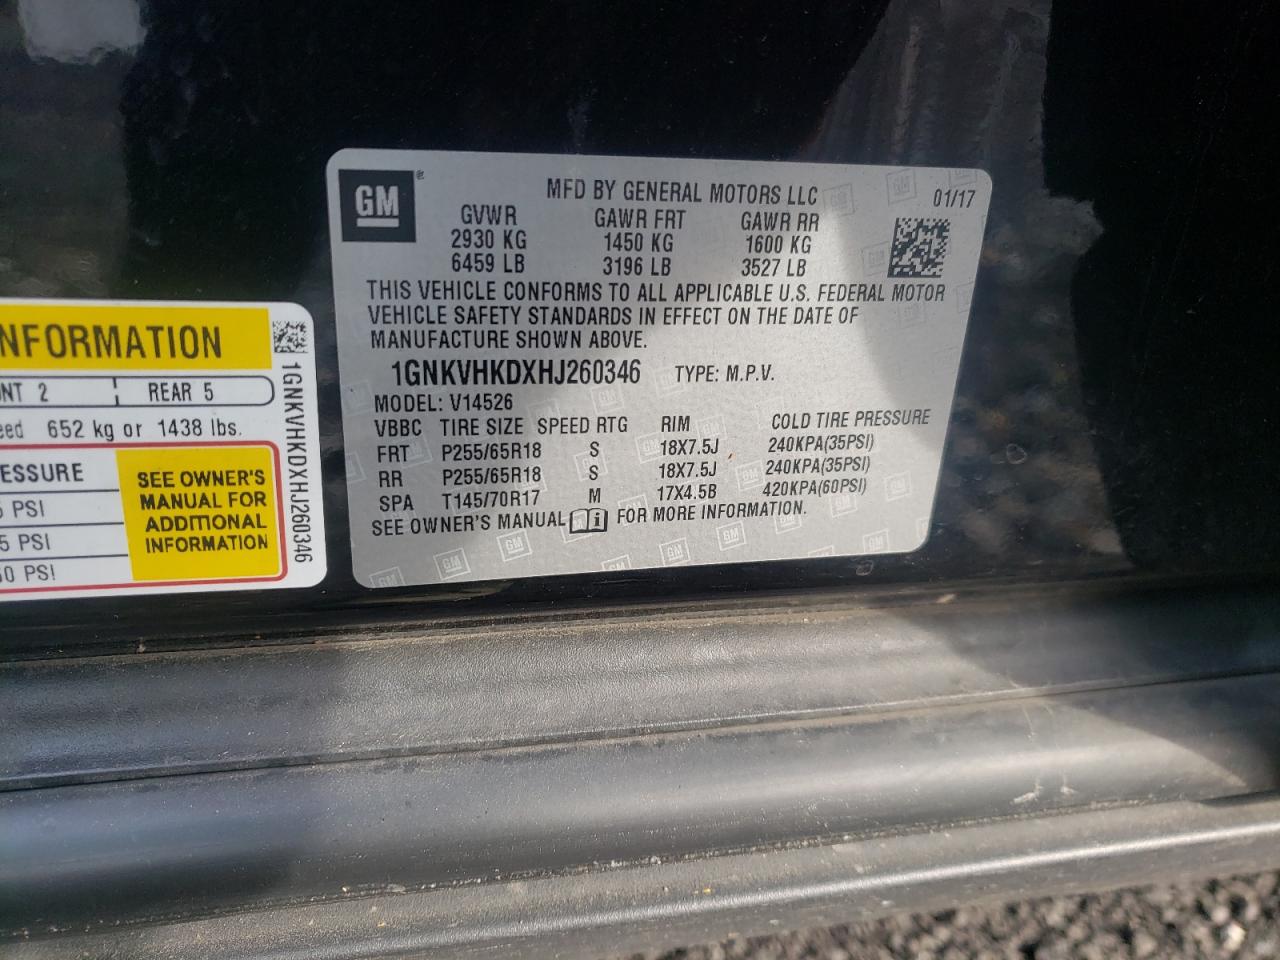 GM®
MFD BY GENERAL MOTORS LLC 01/17
GVWR GAWR FRT GAWR RR
2930 KG 1450 KG 1600 KG
6459 LB 3196 LB 3527 LB
THIS VEHICLE CONFORMS TO ALL APPLICABLE U.S. FEDERAL MOTOR
VEHICLE SAFETY STANDARDS IN EFFECT ON THE DATE OF
MANUFACTURE SHOWN ABOVE.
1GNKVHKDXHJ260346 TYPE: M.P.V.
MODEL: V14526
VBBC TIRE SIZE SPEED RTG RIM COLD TIRE PRESSURE
FRT P255/65R18 S 18X7.5J 240KPA(35PSI)
RR P255/65R18 S 18X7.5J 240KPA(35PSI)
SPA T145/70R17 M 17X4.5B 420KPA(60PSI)
SEE OWNER'S MANUAL FOR MORE INFORMATION.
NFORMATION
NT 2 REAR 5
eed 652 kg or 1438 lbs.
ESSURE
5 PSI
5 PSI
0 PSI
SEE OWNER'S
MANUAL FOR
ADDITIONAL
INFORMATION
1GNKVHKDXHJ260346